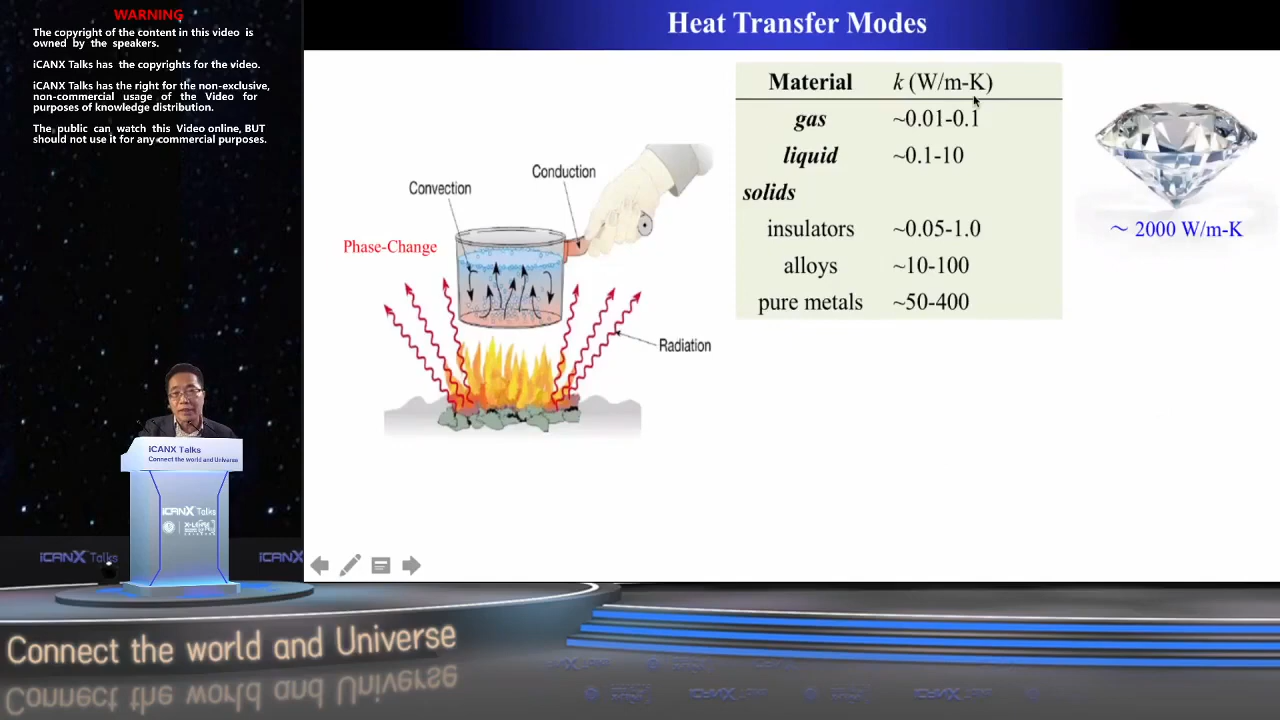 WARNING
The copyright of the content in this video is
owned by the speakers.
iCANX Talks has the copyrights for the video.
iCANX Talks has the right for the non-exclusive,
non-commercial usage of the Video for
purposes of knowledge distribution.
The public can watch this Video online, BUT
should not use it for any commercial purposes.
Heat Transfer Modes
Material k (W/m-K)
gas ~0.01-0.1
liquid ~0.1-10
solids
insulators ~0.05-1.0
alloys ~10-100
pure metals ~50-400
~ 2000 W/m-K
Conduction
Convection
Phase-Change
Radiation
iCANX Talks
Connect the world and Universe
iCANX Talks
iCANX Talks
iCANX
Connect the world and Universe